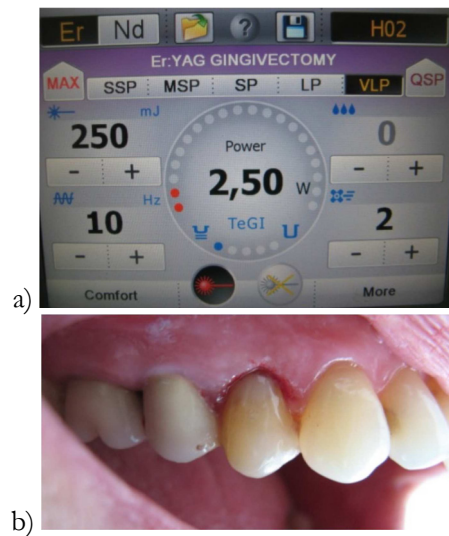 Er Nd ? H02
Er:YAG GINGIVECTOMY
MAX SSP MSP SP LP VLP QSP
mJ
250 Power 0
- + 2,50 W - +
Hz
10 TeGI 2
- + - +
Comfort More
a)
b)